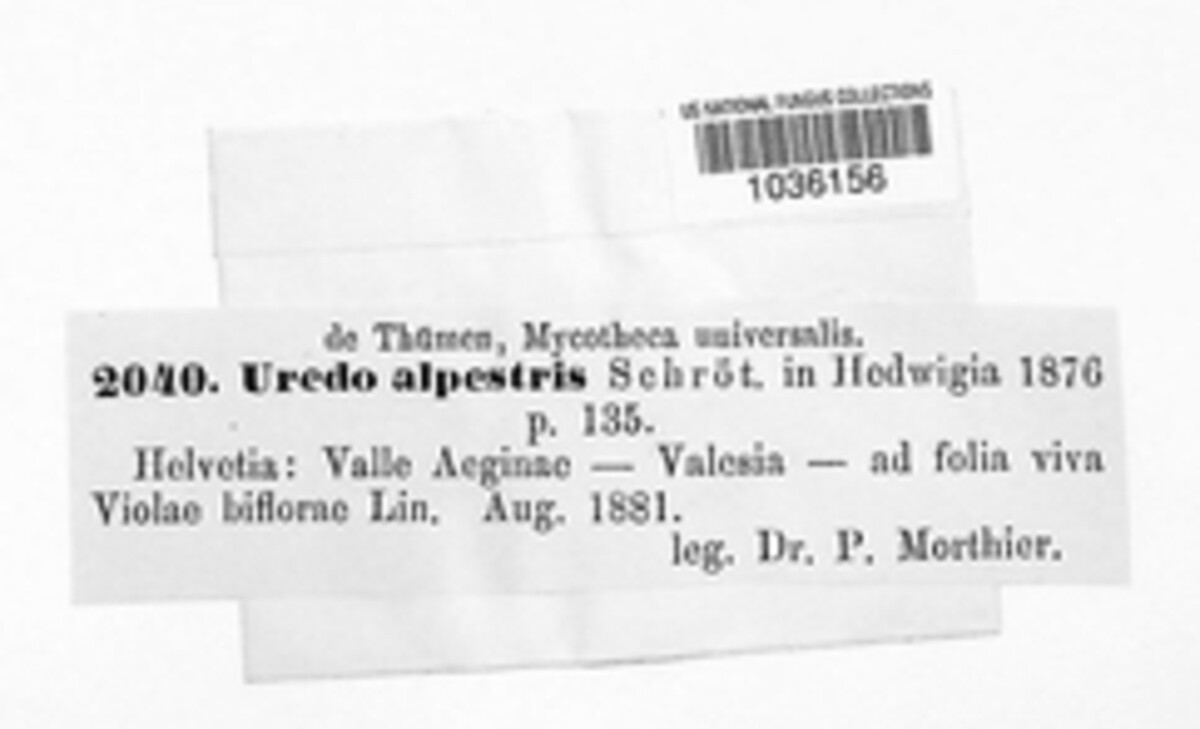 US NATIONAL FUNGUS COLLECTIONS
1036156
de Thümen, Mycotheca universalis.
2040. Uredo alpestris Schröt. in Hedwigia 1876
p. 135.
Helvetia: Valle Aeginae — Valesia — ad folia viva
Violae biflorae Lin. Aug. 1881.
leg. Dr. P. Morthier.